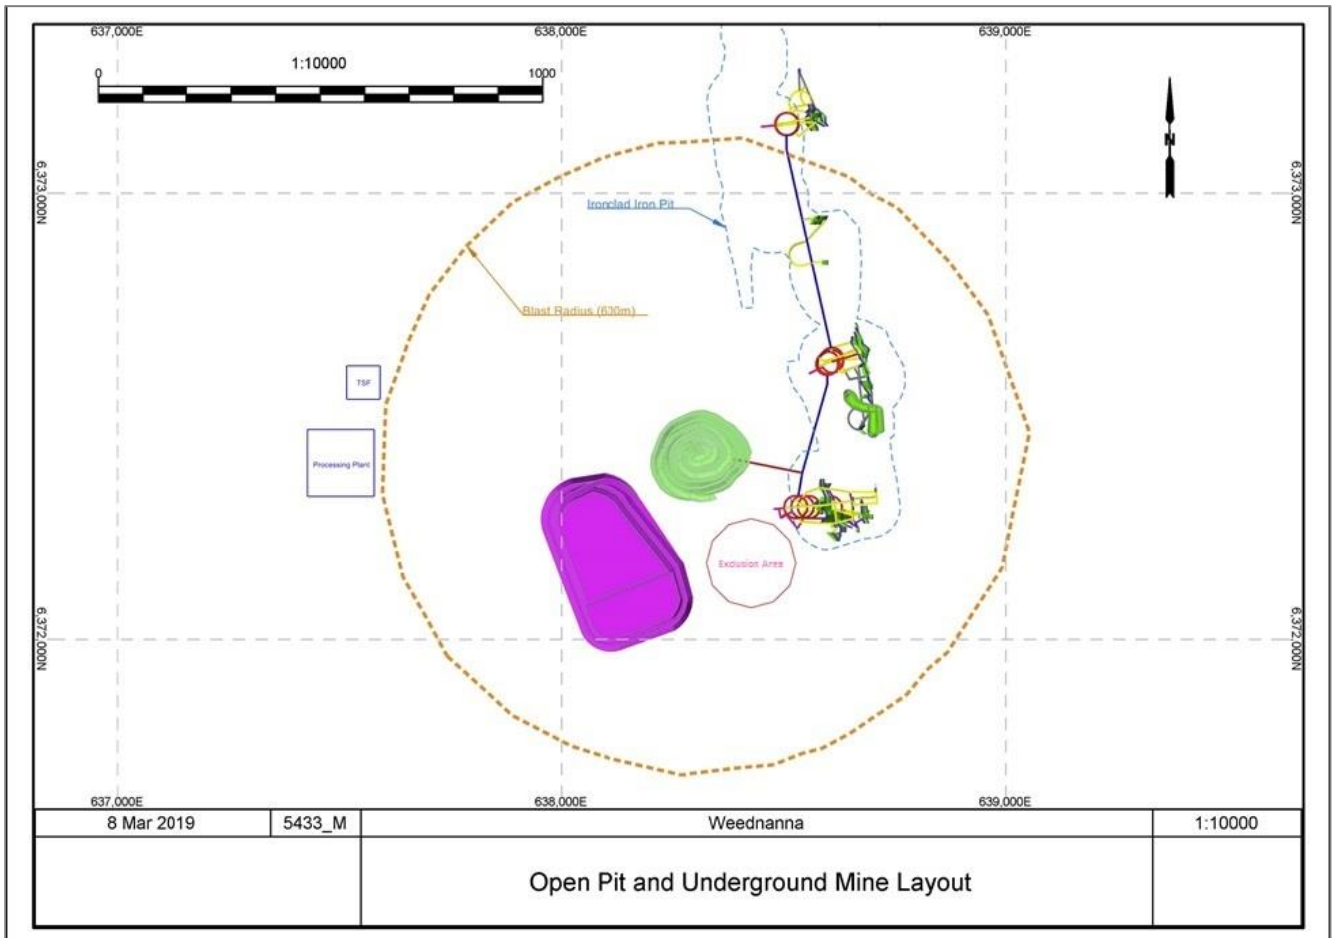 637,000E
638,000E
639,000E
1:10000
0
1000
N
6,373,000N
6,373,000N
Ironclad Iron Pit
Blast Radius (630m)
TSF
Processing Plant
Exclusion Area
6,372,000N
6,372,000N
637,000E
638,000E
639,000E
8 Mar 2019
5433_M
Weednanna
1:10000
Open Pit and Underground Mine Layout